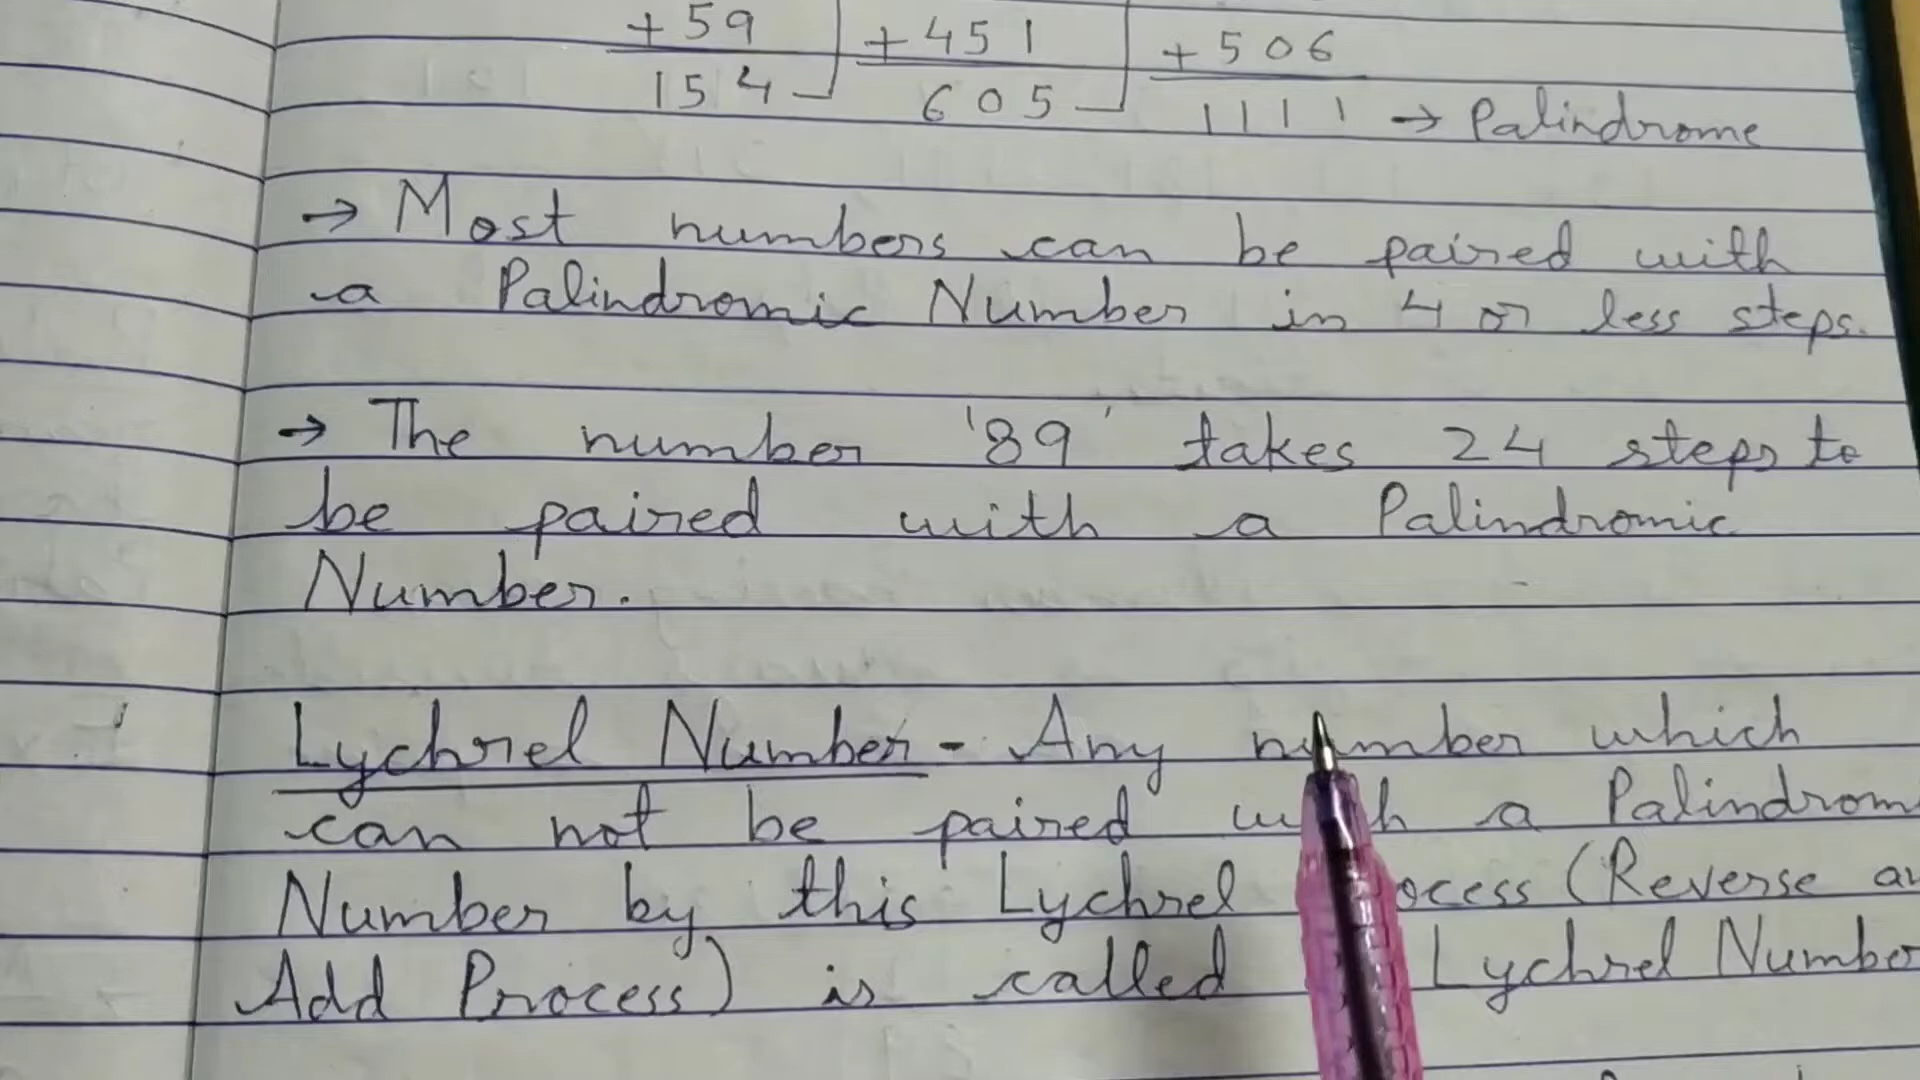 +59 +451 +506
154 605 1111 → Palindrome
→ Most numbers can be paired with
a Palindromic Number in 4 or less steps.
→ The number '89' takes 24 steps to
be paired with a Palindromic
Number.
Lychrel Number - Any number which
can not be paired with a Palindrom
Number by this Lychrel ocess (Reverse
Add Process) is called Lychrel Number